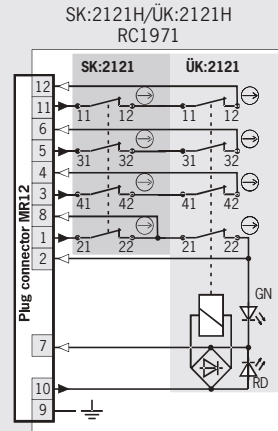 SK:2121H/ÜK:2121H
RC1971
SK:2121 ÜK:2121
Plug connector MR12
12
11
11 12 11 12
6
5
31 32 31 32
4
3
41 42 41 42
8
1
21 22 21 22
2
GN
7
RD
10
9